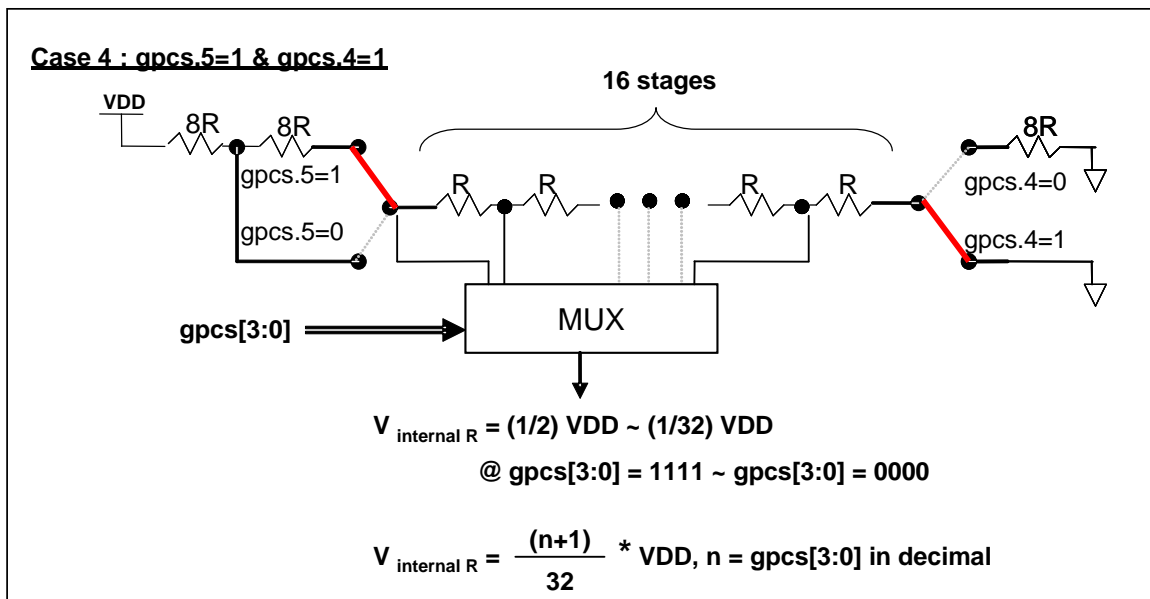 Case 4 : gpcs.5=1 & gpcs.4=1
16 stages
VDD
8R 8R 8R
gpcs.5=1 R R R R gpcs.4=0
gpcs.5=0 gpcs.4=1
gpcs[3:0] MUX
V internal R = (1/2) VDD ~ (1/32) VDD
@ gpcs[3:0] = 1111 ~ gpcs[3:0] = 0000
V internal R = (n+1) / 32 * VDD, n = gpcs[3:0] in decimal